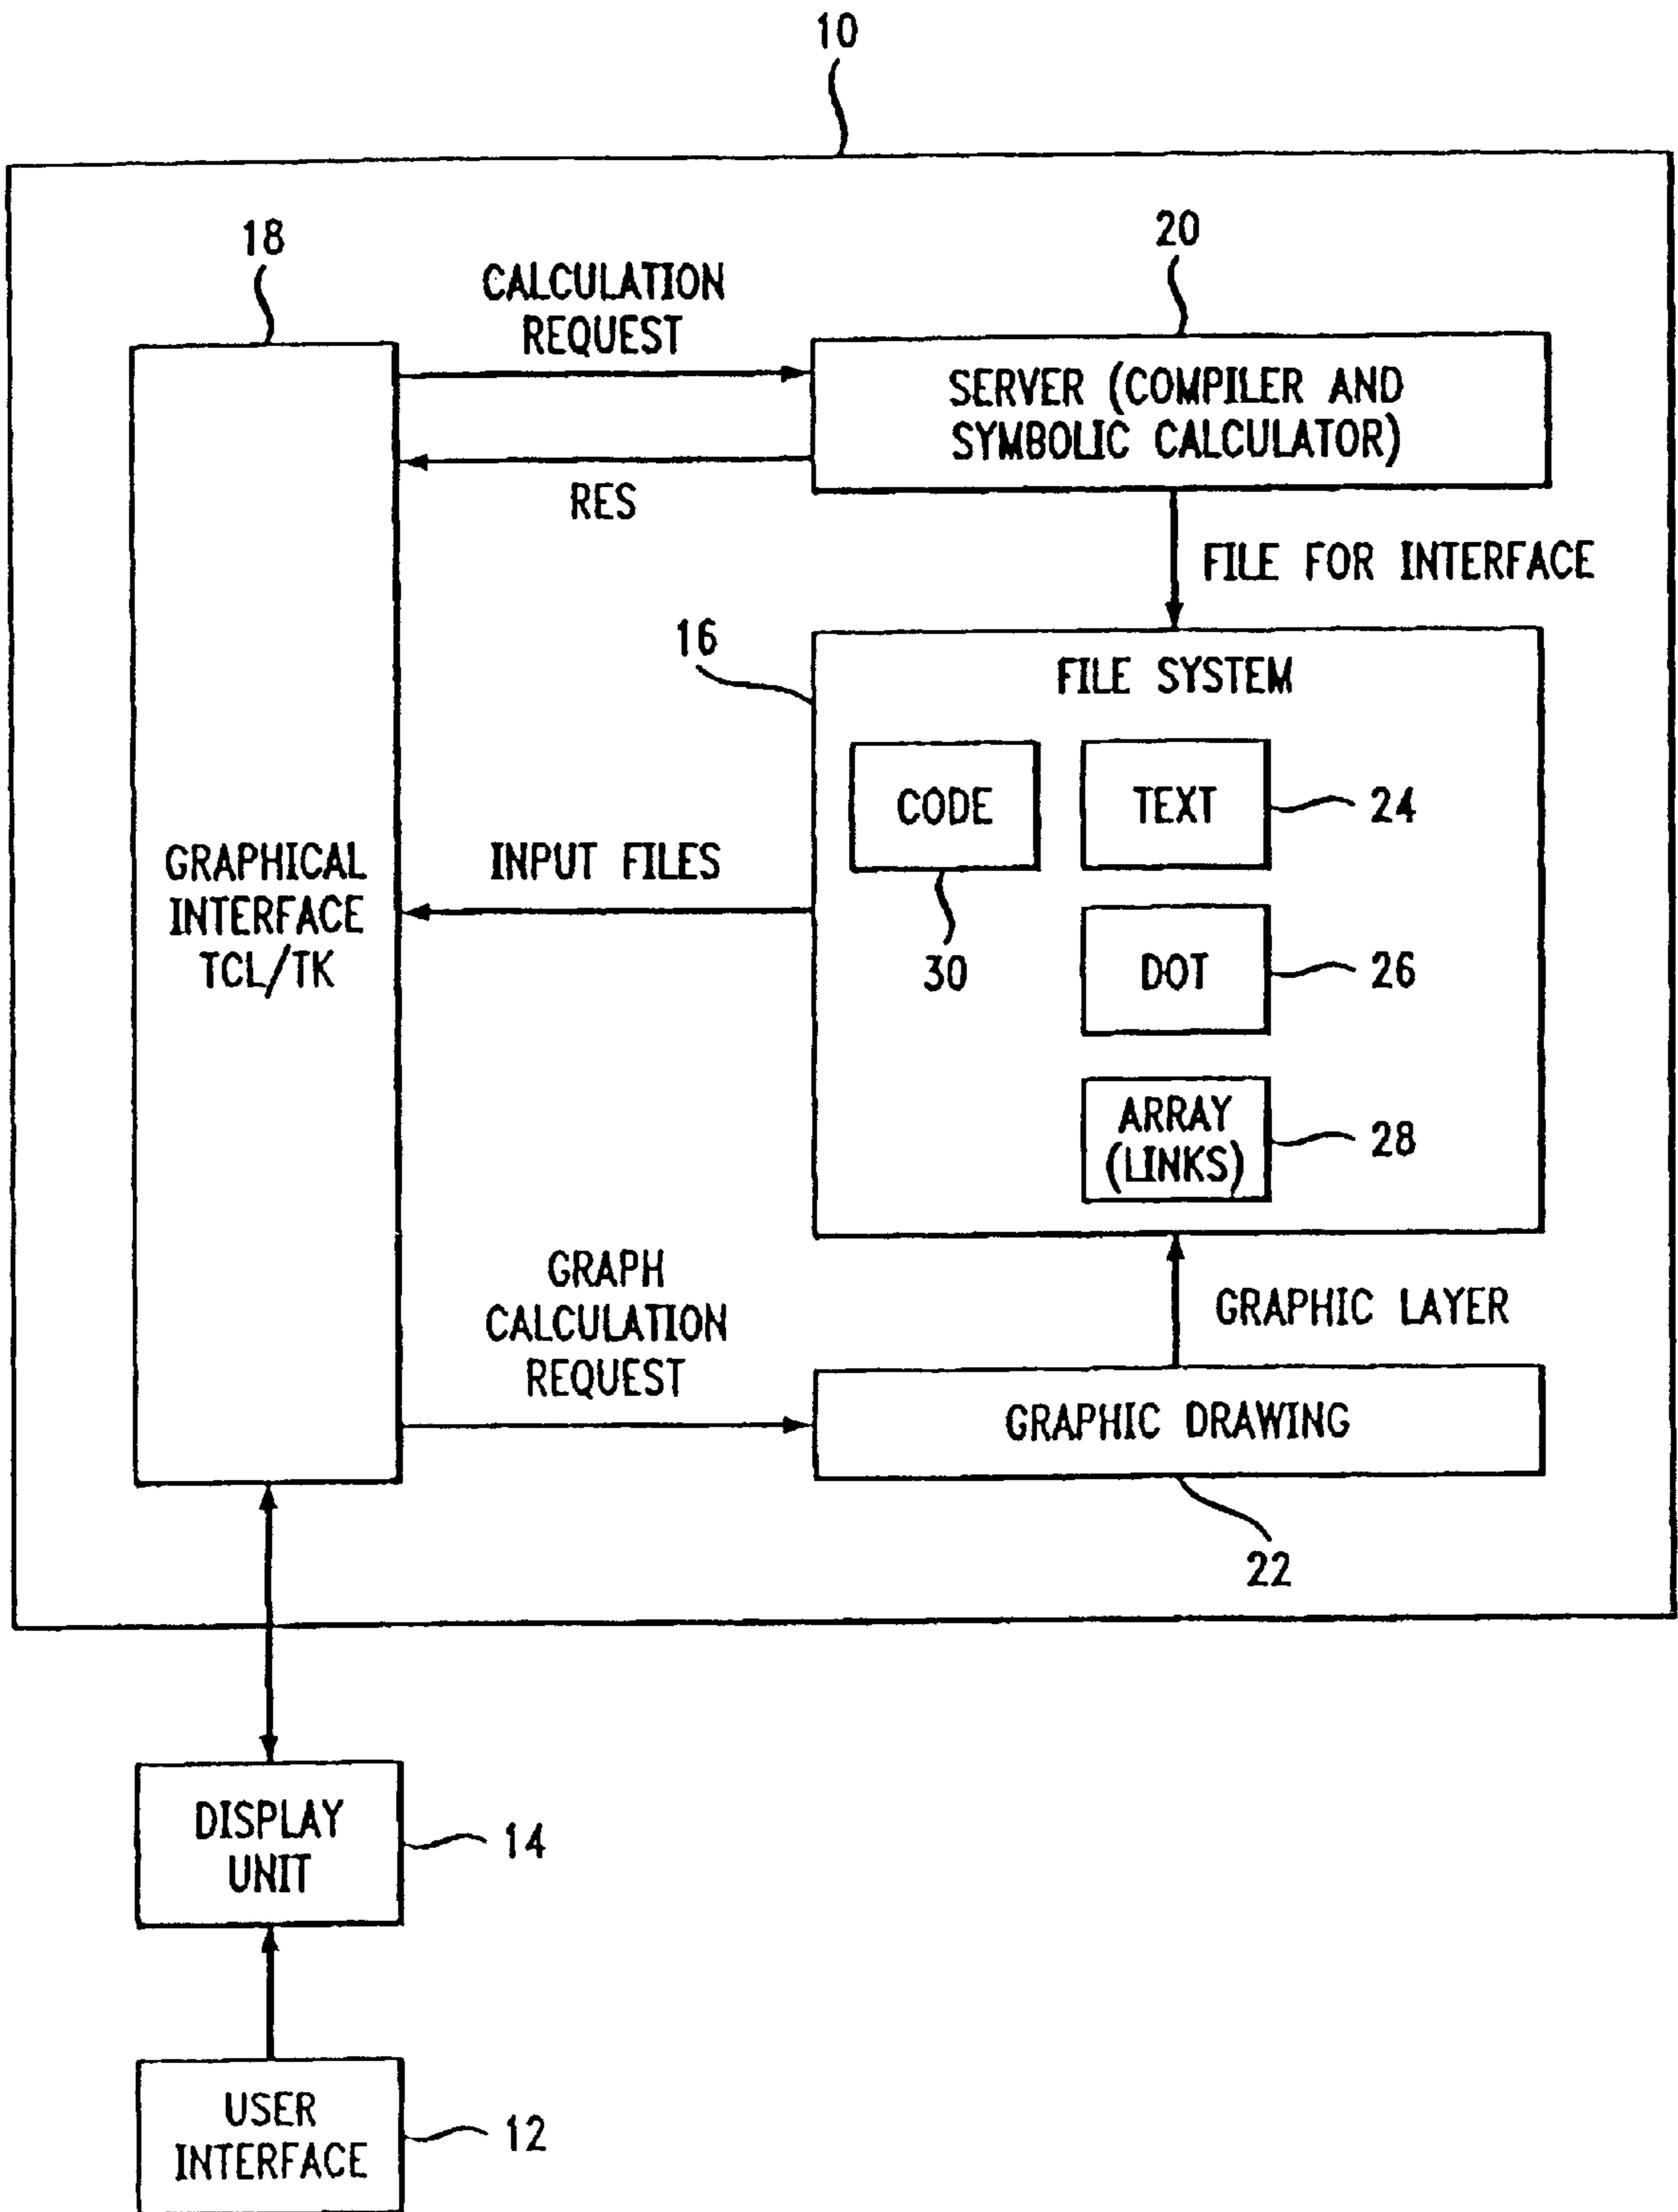 10
18
CALCULATION
REQUEST
20
SERVER (COMPILER AND
SYMBOLIC CALCULATOR)
RES
FILE FOR INTERFACE
16
FILE SYSTEM
CODE
TEXT
24
GRAPHICAL
INTERFACE
TCL/TK
INPUT FILES
30
DOT
26
ARRAY
(LINKS)
28
GRAPH
CALCULATION
REQUEST
GRAPHIC LAYER
GRAPHIC DRAWING
22
DISPLAY
UNIT
14
USER
INTERFACE
12